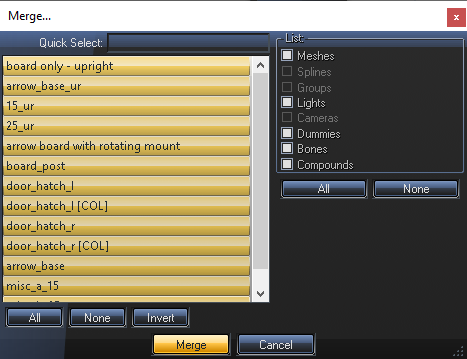 Merge...
x
Quick Select:
board only - upright
arrow_base_ur
15_ur
25_ur
arrow board with rotating mount
board_post
door_hatch_l
door_hatch_l [COL]
door_hatch_r
door_hatch_r [COL]
arrow_base
misc_a_15
All
None
Invert
List:
Meshes
Splines
Groups
Lights
Cameras
Dummies
Bones
Compounds
All
None
Merge
Cancel